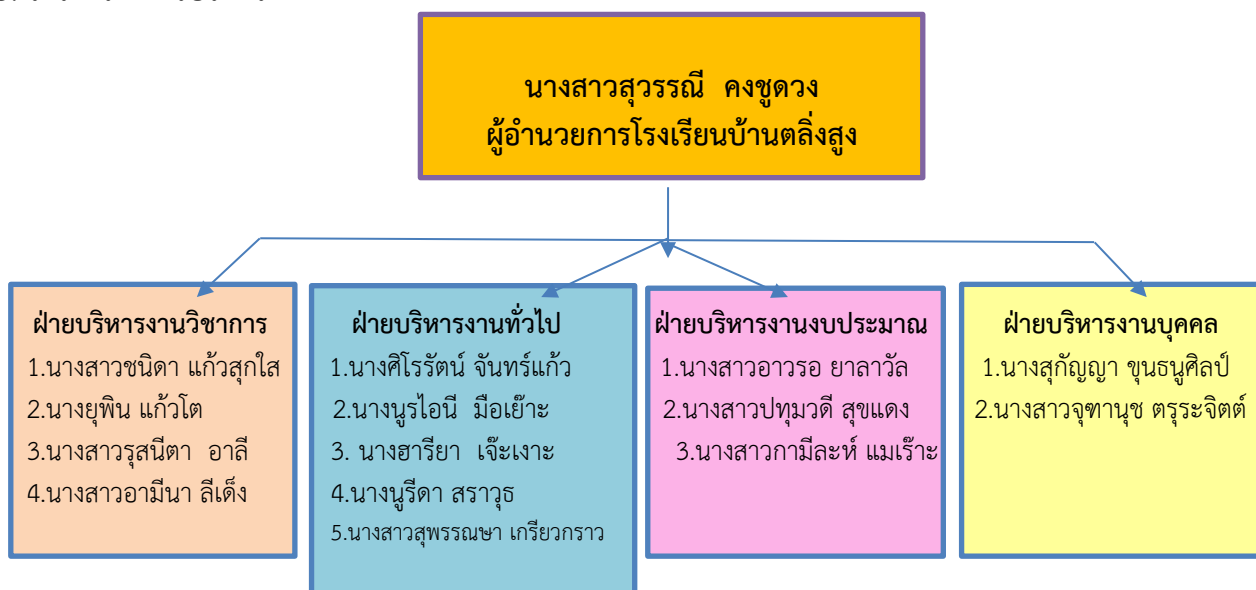 นางสาวสุวรรณี คงชูดวง
ผู้อำนวยการโรงเรียนบ้านตลิ่งสูง
ฝ่ายบริหารงานวิชาการ
1.นางสาวชนิดา แก้วสุกใส
2.นางยุพิน แก้วโต
3.นางสาวรุสนีตา อาลี
4.นางสาวอามีนา ลีเด็ง
ฝ่ายบริหารงานทั่วไป
1.นางศิโรรัตน์ จันทร์แก้ว
2.นางนูรไอนี มือเย๊าะ
3. นางฮารียา เจ๊ะเงาะ
4.นางนูรีดา สราวุธ
5.นางสาวสุพรรณษา เกรียวกราว
ฝ่ายบริหารงานงบประมาณ
1.นางสาวอาวรอ ยาลาวัล
2.นางสาวปทุมวดี สุขแดง
3.นางสาวกามีละห์ แมเร๊าะ
ฝ่ายบริหารงานบุคคล
1.นางสุกัญญา ขุนธนูศิลป์
2.นางสาวจุฑานุช ตรุระจิตต์